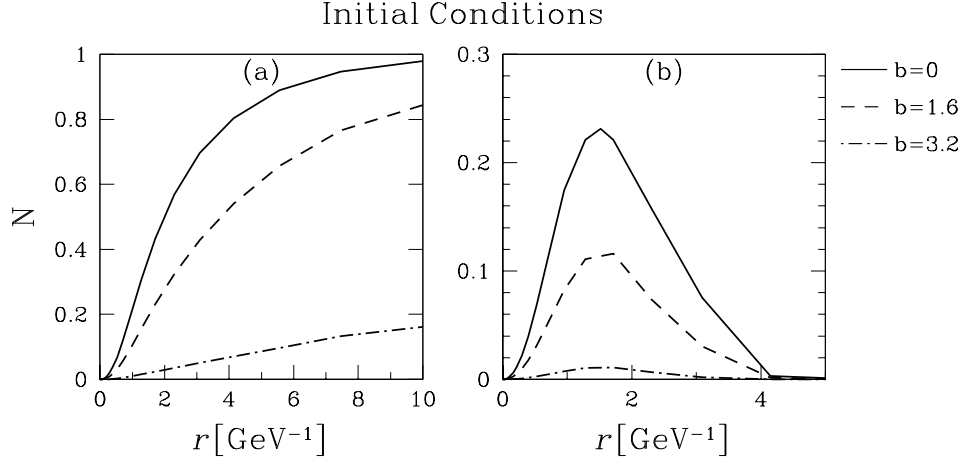 Initial Conditions
(a)
(b)
b=0
b=1.6
b=3.2
N
1
0.8
0.6
0.4
0.2
0
0 2 4 6 8 10
r[GeV⁻¹]
0.3
0.2
0.1
0
0 2 4
r[GeV⁻¹]